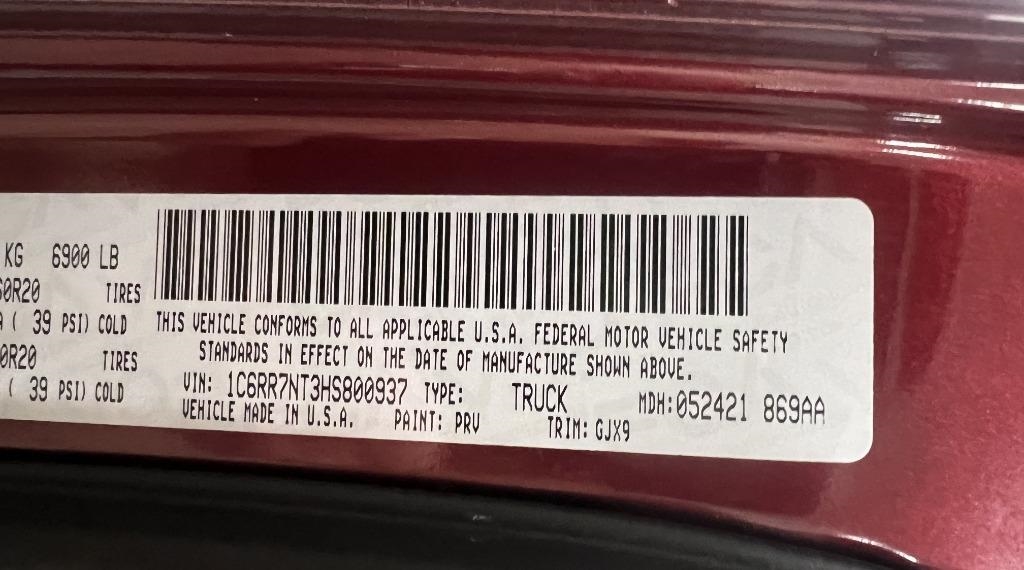 KG 6900 LB
0R20 TIRES
( 39 PSI) COLD
0R20 TIRES
( 39 PSI) COLD
THIS VEHICLE CONFORMS TO ALL APPLICABLE U.S.A. FEDERAL MOTOR VEHICLE SAFETY
STANDARDS IN EFFECT ON THE DATE OF MANUFACTURE SHOWN ABOVE.
VIN: 1C6RR7NT3HS800937 TYPE: TRUCK MDH:052421 869AA
VEHICLE MADE IN U.S.A. PAINT: PRV TRIM: GJX9